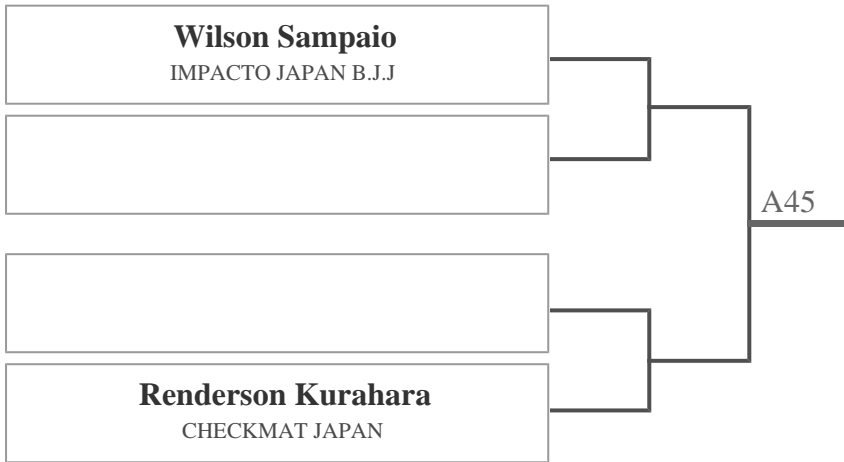 Wilson Sampaio
IMPACTO JAPAN B.J.J
A45
Renderson Kurahara
CHECKMAT JAPAN